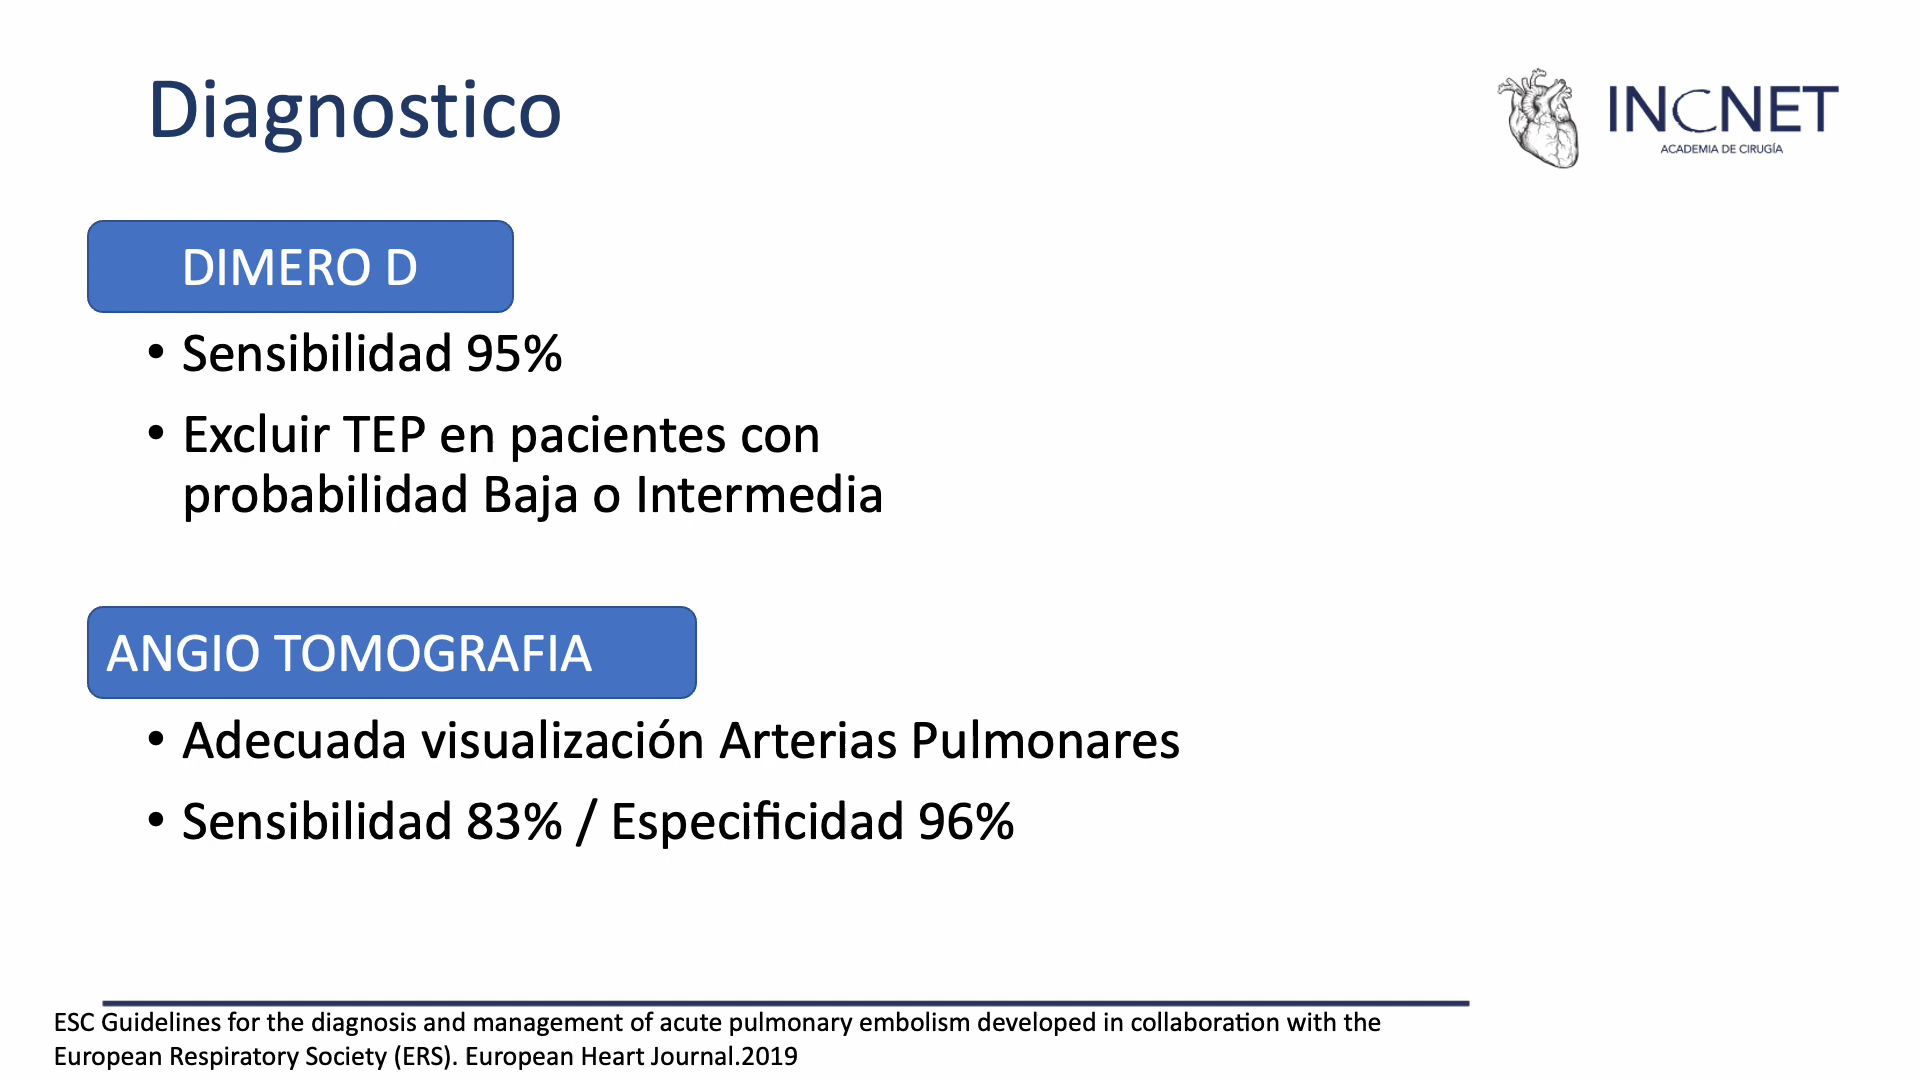 Diagnostico
INCNET
ACADEMIA DE CIRUGÍA
DIMERO D
• Sensibilidad 95%
• Excluir TEP en pacientes con
probabilidad Baja o Intermedia
ANGIO TOMOGRAFIA
• Adecuada visualización Arterias Pulmonares
• Sensibilidad 83% / Especificidad 96%
ESC Guidelines for the diagnosis and management of acute pulmonary embolism developed in collaboration with the
European Respiratory Society (ERS). European Heart Journal.2019